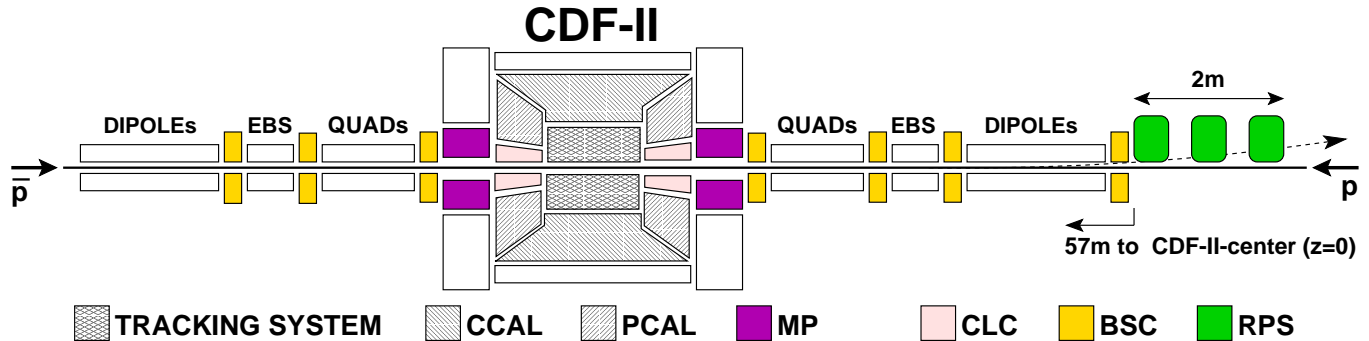 CDF-II
2m
DIPOLEs EBS QUADs QUADs EBS DIPOLEs
p̅ p
57m to CDF-II-center (z=0)
TRACKING SYSTEM CCAL PCAL MP CLC BSC RPS